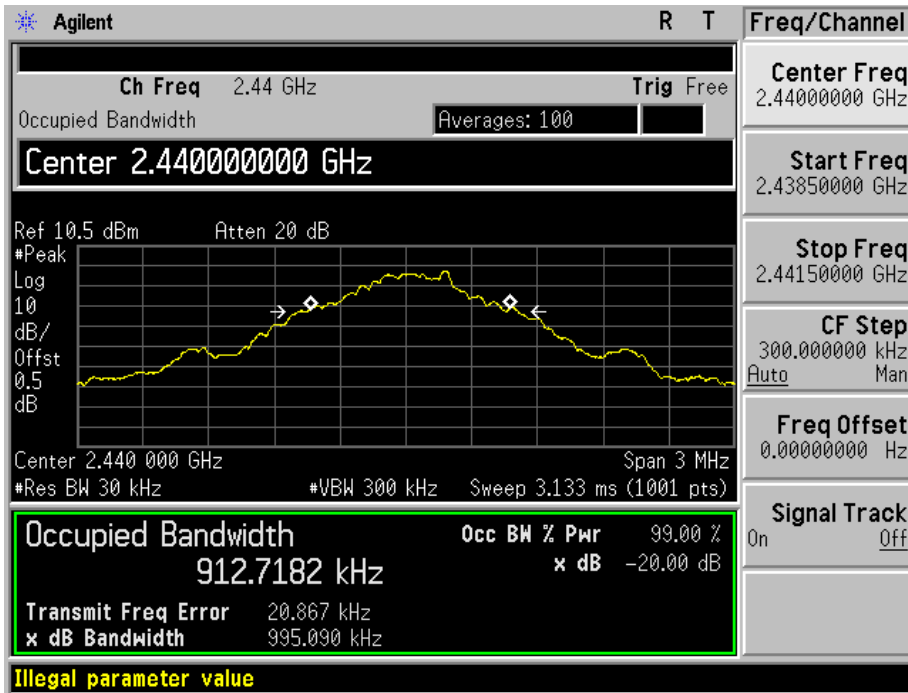 Agilent R T
Freq/Channel
Ch Freq 2.44 GHz Trig Free
Occupied Bandwidth Averages: 100
Center 2.440000000 GHz
Ref 10.5 dBm Atten 20 dB
#Peak
Log
10
dB/
Offst
0.5
dB
Center 2.440 000 GHz Span 3 MHz
#Res BW 30 kHz #VBW 300 kHz Sweep 3.133 ms (1001 pts)
Occupied Bandwidth Occ BW % Pwr 99.00 %
912.7182 kHz x dB -20.00 dB
Transmit Freq Error 20.867 kHz
x dB Bandwidth 995.090 kHz
Illegal parameter value
Center Freq
2.44000000 GHz
Start Freq
2.43850000 GHz
Stop Freq
2.44150000 GHz
CF Step
300.000000 kHz
Auto Man
Freq Offset
0.00000000 Hz
Signal Track
On Off